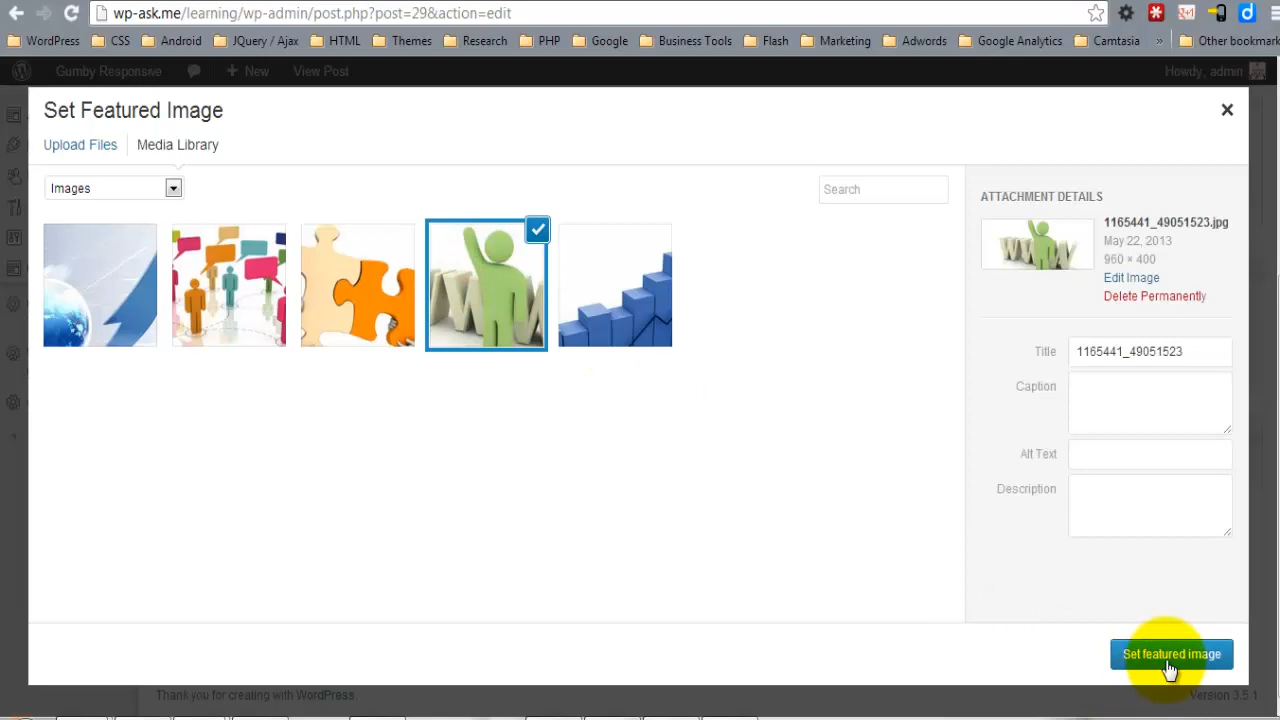 wp-ask.me/learning/wp-admin/post.php?post=29&action=edit
WordPress CSS Android JQuery / Ajax HTML Themes Research PHP Google Business Tools Flash Marketing Adwords Google Analytics Camtasia » Other bookmark
Gumby Responsive + New View Post Howdy, admin
Set Featured Image
Upload Files Media Library
Images
Search
ATTACHMENT DETAILS
1165441_49051523.jpg
May 22, 2013
960 × 400
Edit Image
Delete Permanently
Title 1165441_49051523
Caption
Alt Text
Description
Set featured image
Thank you for creating with WordPress. Version 3.5.1